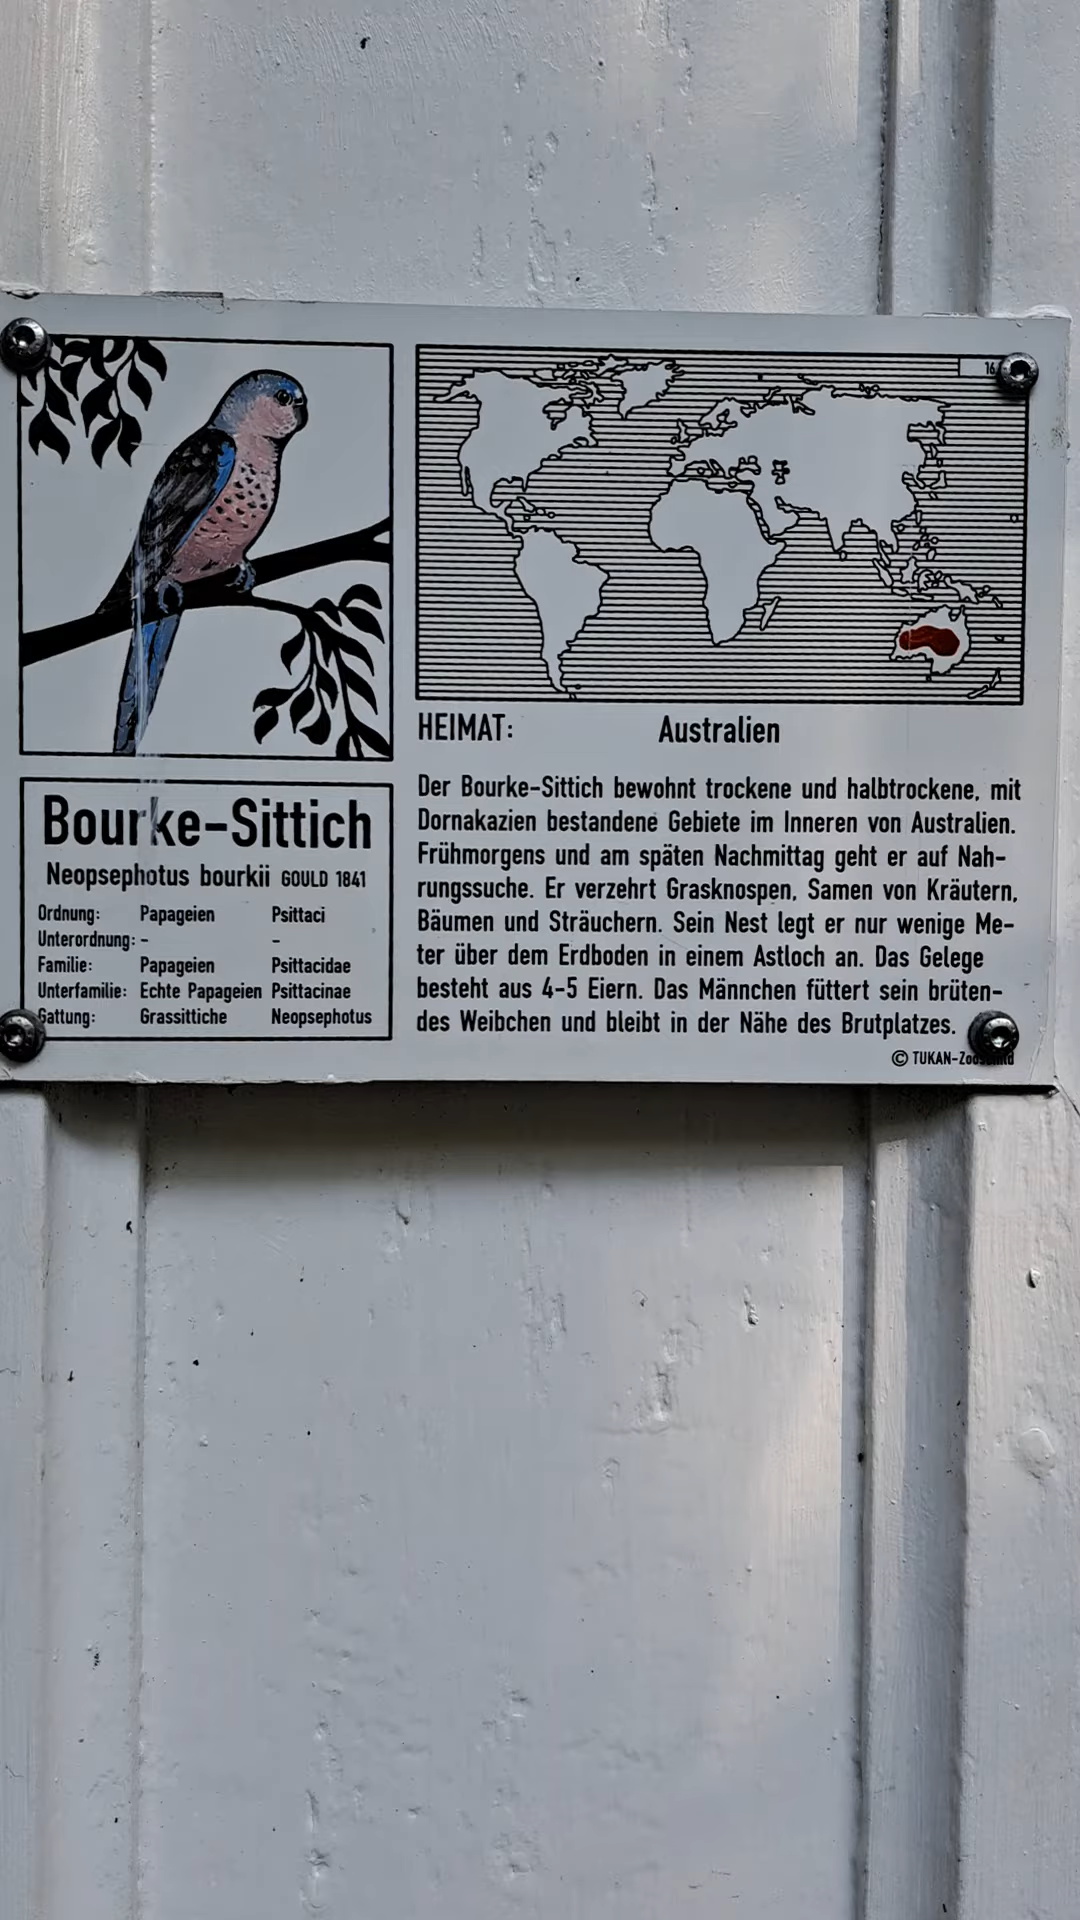 16
HEIMAT: Australien
Der Bourke-Sittich bewohnt trockene und halbtrockene, mit
Dornakazien bestandene Gebiete im Inneren von Australien.
Frühmorgens und am späten Nachmittag geht er auf Nah-
rungssuche. Er verzehrt Grasknospen, Samen von Kräutern,
Bäumen und Sträuchern. Sein Nest legt er nur wenige Me-
ter über dem Erdboden in einem Astloch an. Das Gelege
besteht aus 4-5 Eiern. Das Männchen füttert sein brüten-
des Weibchen und bleibt in der Nähe des Brutplatzes.
© TUKAN-Zooschild
Bourke-Sittich
Neopsephotus bourkii GOULD 1841
Ordnung: Papageien Psittaci
Unterordnung: - -
Familie: Papageien Psittacidae
Unterfamilie: Echte Papageien Psittacinae
Gattung: Grassittiche Neopsephotus